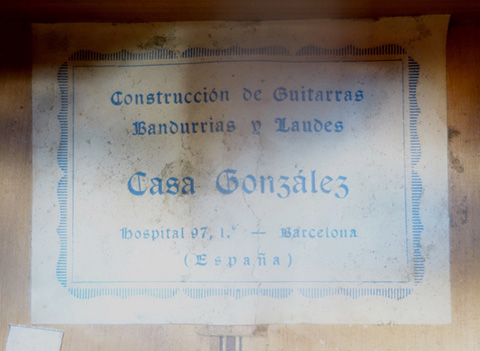 Construcción de Guitarras
Bandurrias y Laudes
Casa González
Hospital 97, 1.° — Barcelona
(España)